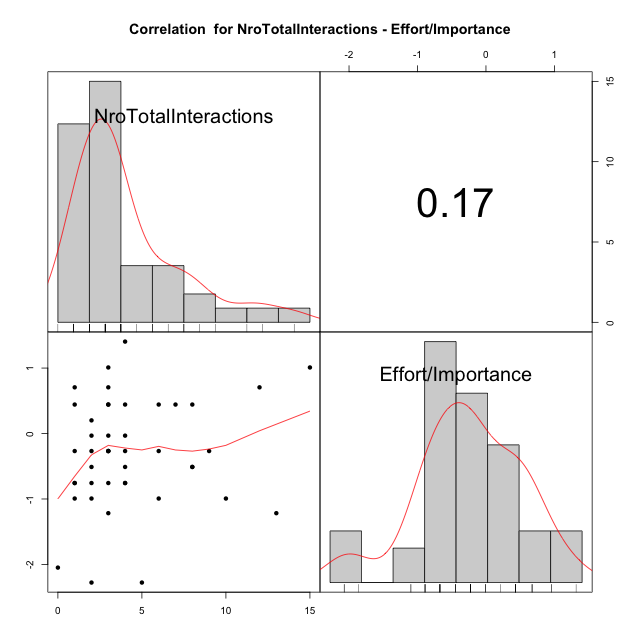 Correlation  for NroTotalInteractions - Effort/Importance
-2 -1 0 1
NroTotalInteractions
0.17
15
10
5
0
Effort/Importance
1
0
-1
-2
0 5 10 15